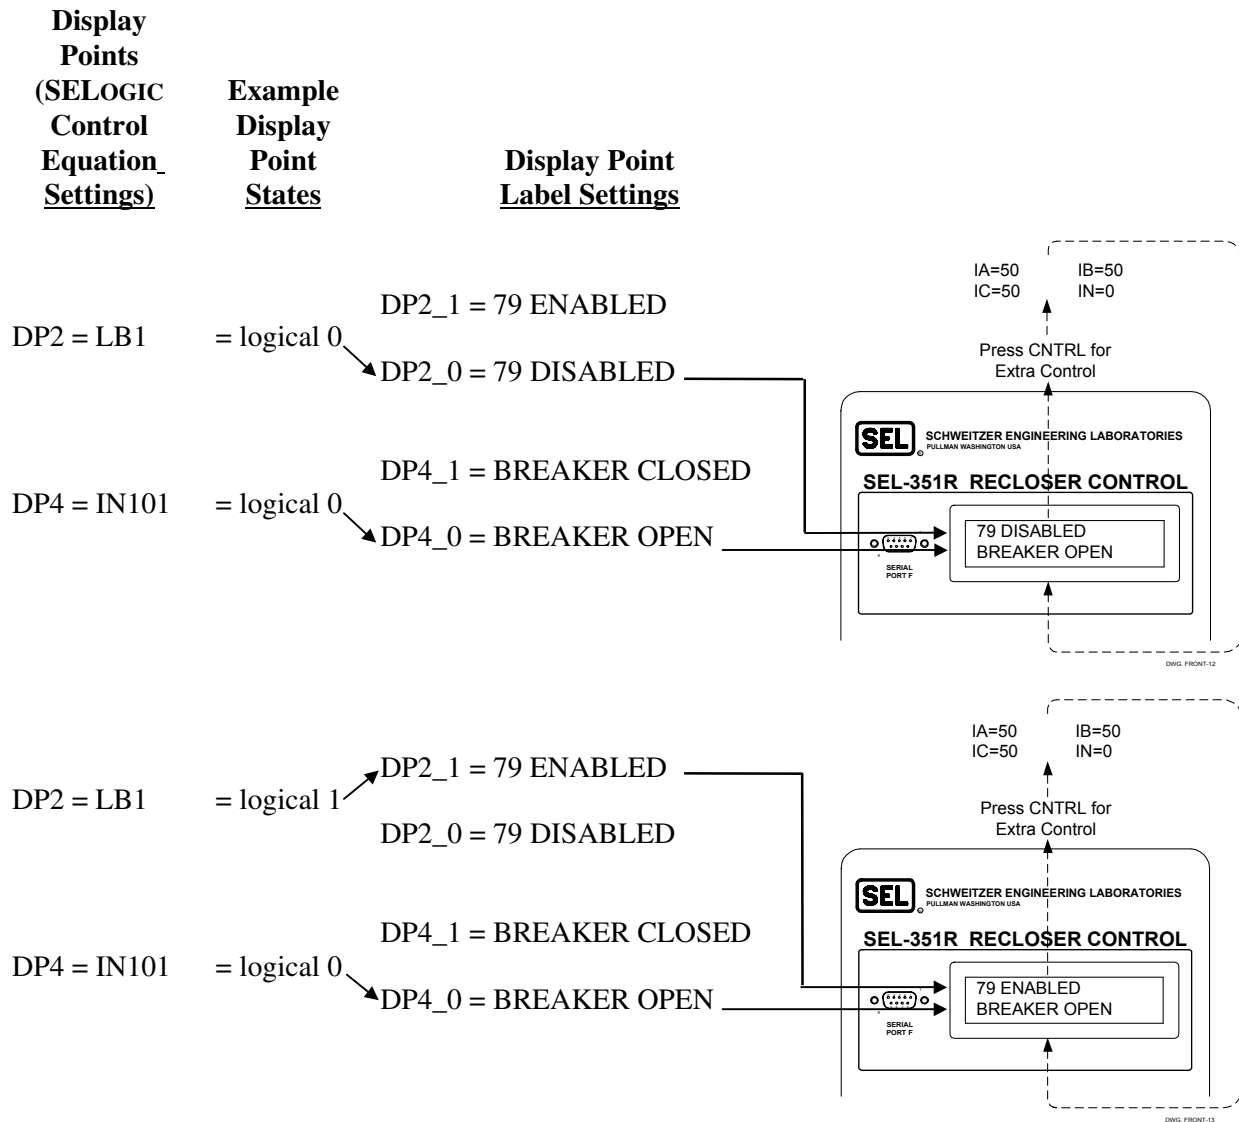 Display
Points
(SELOGIC
Control
Equation
Settings)
Example
Display
Point
States
Display Point
Label Settings
DP2 = LB1
= logical 0
DP2_1 = 79 ENABLED
DP2_0 = 79 DISABLED
DP4 = IN101
= logical 0
DP4_1 = BREAKER CLOSED
DP4_0 = BREAKER OPEN
IA=50 IB=50
IC=50 IN=0
Press CNTRL for
Extra Control
SEL
SCHWEITZER ENGINEERING LABORATORIES
PULLMAN WASHINGTON USA
SEL-351R RECLOSER CONTROL
79 DISABLED
BREAKER OPEN
SERIAL
PORT F
DWG. FRONT-12
DP2 = LB1
= logical 1
DP2_1 = 79 ENABLED
DP2_0 = 79 DISABLED
DP4 = IN101
= logical 0
DP4_1 = BREAKER CLOSED
DP4_0 = BREAKER OPEN
IA=50 IB=50
IC=50 IN=0
Press CNTRL for
Extra Control
SEL
SCHWEITZER ENGINEERING LABORATORIES
PULLMAN WASHINGTON USA
SEL-351R RECLOSER CONTROL
79 ENABLED
BREAKER OPEN
SERIAL
PORT F
DWG. FRONT-13